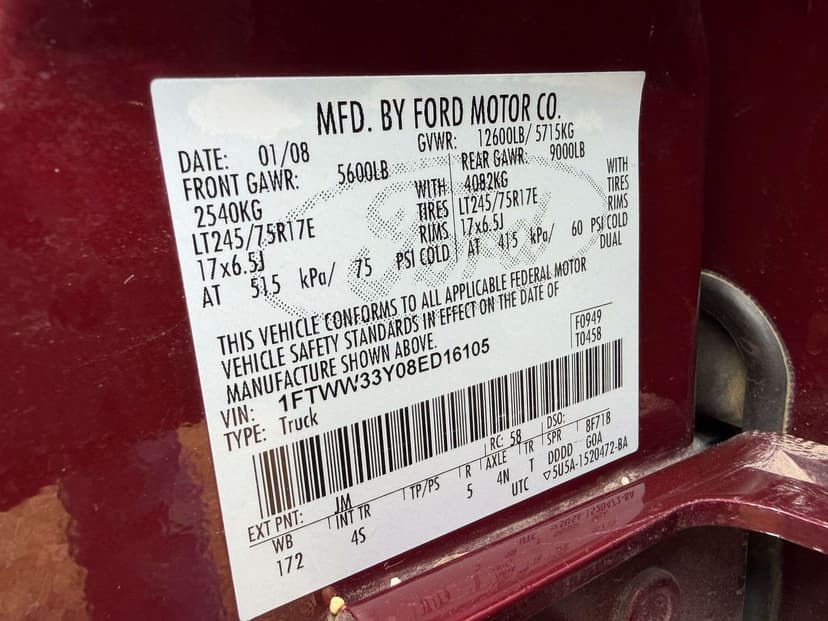 MFD. BY FORD MOTOR CO.
DATE: 01/08 GVWR: 12600LB/ 5715KG
FRONT GAWR: 5600LB REAR GAWR: 9000LB
2540KG WITH 4082KG WITH
LT245/75R17E TIRES LT245/75R17E TIRES
17x6.5J RIMS 17x6.5J RIMS
AT 515 kPa/ 75 PSI COLD AT 415 kPa/ 60 PSI COLD
DUAL
THIS VEHICLE CONFORMS TO ALL APPLICABLE FEDERAL MOTOR
VEHICLE SAFETY STANDARDS IN EFFECT ON THE DATE OF
MANUFACTURE SHOWN ABOVE.
F0949
T0458
VIN: 1FTWW33Y08ED16105
TYPE: Truck
EXT PNT: JM RC: 58 DSO:
WB INT TR TP/PS R AXLE TR SPR 8F71B
172 4S 5 4N T DDDD G0A
UTC ▽5U5A-1520472-BA